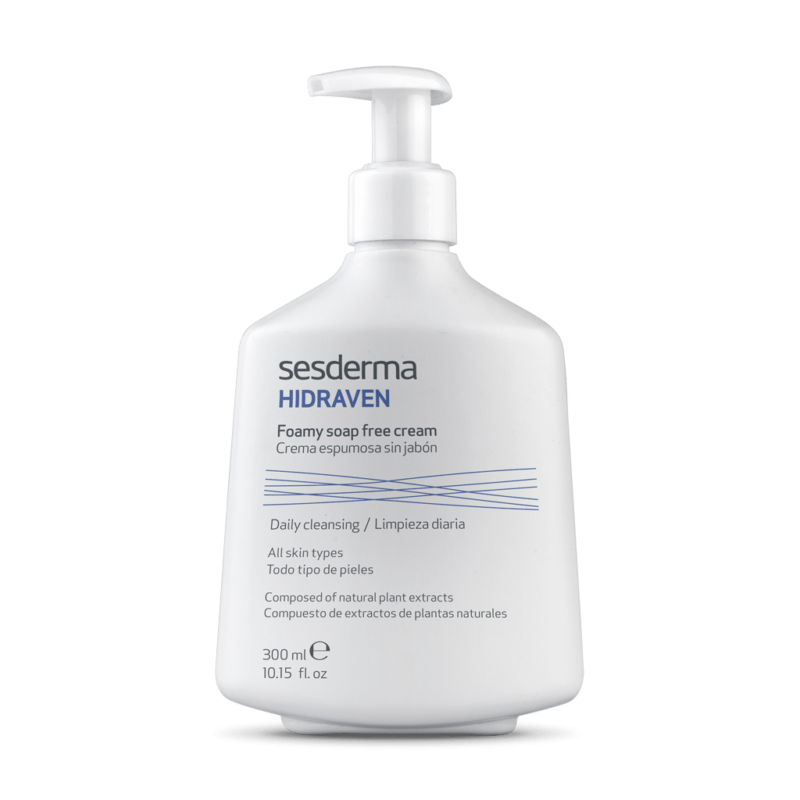 sesderma
HIDRAVEN
Foamy soap free cream
Crema espumosa sin jabón
Daily cleansing / Limpieza diaria
All skin types
Todo tipo de pieles
Composed of natural plant extracts
Compuesto de extractos de plantas naturales
300 ml ℮
10.15 fl. oz